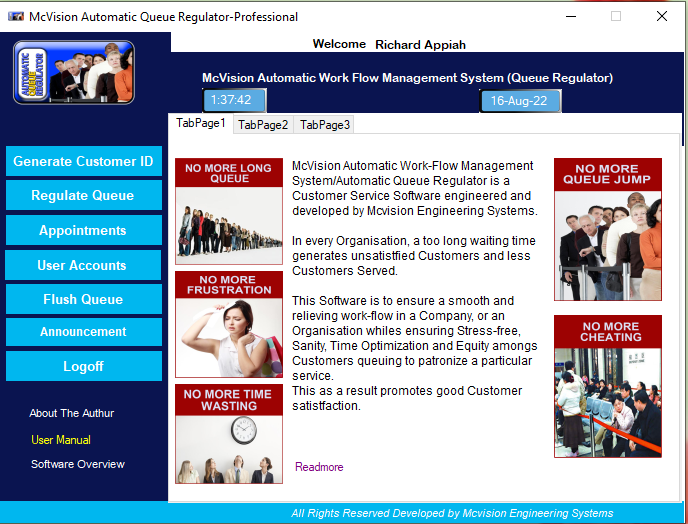 McVision Automatic Queue Regulator-Professional
Welcome Richard Appiah
AUTOMATIC
QUEUE
REGULATOR
McVision Automatic Work Flow Management System (Queue Regulator)
1:37:42
16-Aug-22
TabPage1 TabPage2 TabPage3
Generate Customer ID
Regulate Queue
Appointments
User Accounts
Flush Queue
Announcement
Logoff
About The Authur
User Manual
Software Overview
NO MORE LONG
QUEUE
NO MORE
FRUSTRATION
NO MORE TIME
WASTING
McVision Automatic Work-Flow Management
System/Automatic Queue Regulator is a
Customer Service Software engineered and
developed by Mcvision Engineering Systems.
In every Organisation, a too long waiting time
generates unsatistfied Customers and less
Customers Served.
This Software is to ensure a smooth and
relieving work-flow in a Company, or an
Organisation whiles ensuring Stress-free,
Sanity, Time Optimization and Equity amongs
Customers queuing to patronize a particular
service.
This as a result promotes good Customer
satistfaction.
Readmore
NO MORE
QUEUE JUMP
NO MORE
CHEATING
All Rights Reserved Developed by Mcvision Engineering Systems